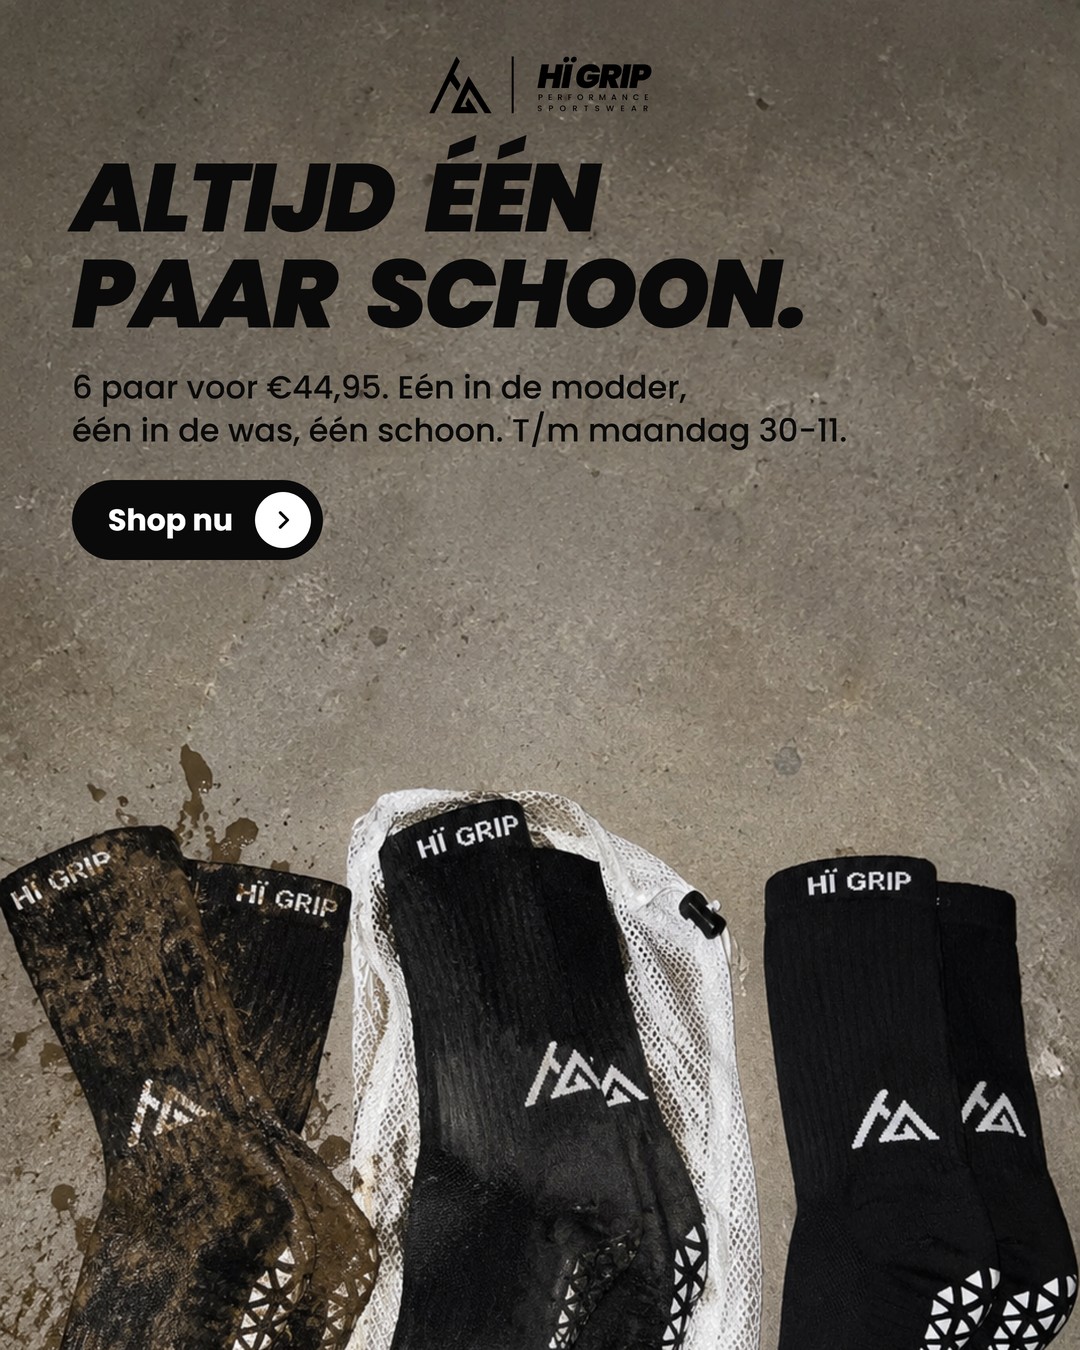 HÏ GRIP
PERFORMANCE
SPORTSWEAR
ALTIJD ÉÉN
PAAR SCHOON.
6 paar voor €44,95. Eén in de modder,
één in de was, één schoon. T/m maandag 30-11.
Shop nu
HÏ GRIP
HÏ GRIP
HÏ GRIP
HÏ GRIP